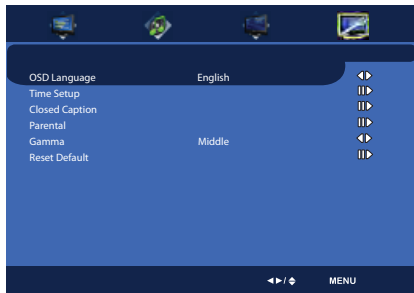 OSD Language English
Time Setup
Closed Caption
Parental
Gamma Middle
Reset Default
MENU